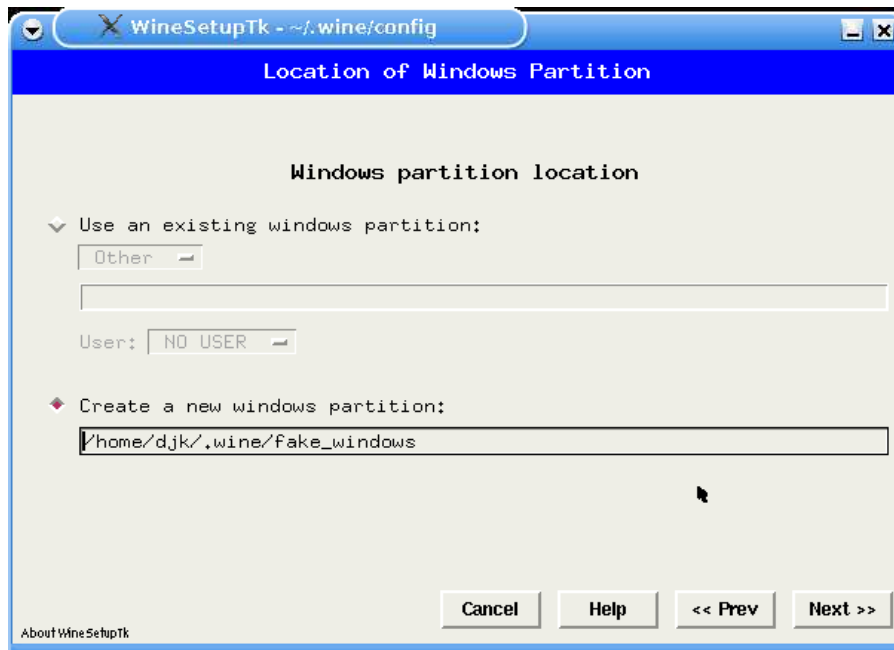 WineSetupTk - ~/.wine/config
Location of Windows Partition
Windows partition location
Use an existing windows partition:
Other
User: NO USER
Create a new windows partition:
/home/djk/.wine/fake_windows
Cancel Help << Prev Next >>
About WineSetupTk